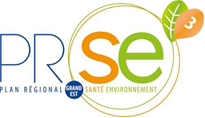 PRSE 3
PLAN RÉGIONAL GRAND EST SANTÉ ENVIRONNEMENT